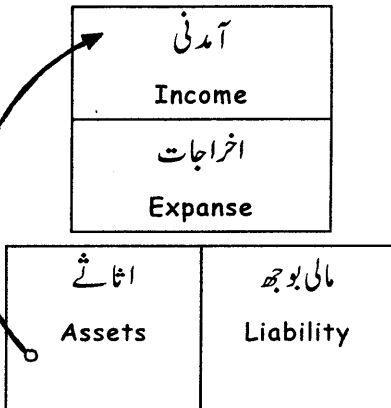 آمدنی
Income
اخراجات
Expanse
اثاثے
مالی بوجھ
Assets
Liability